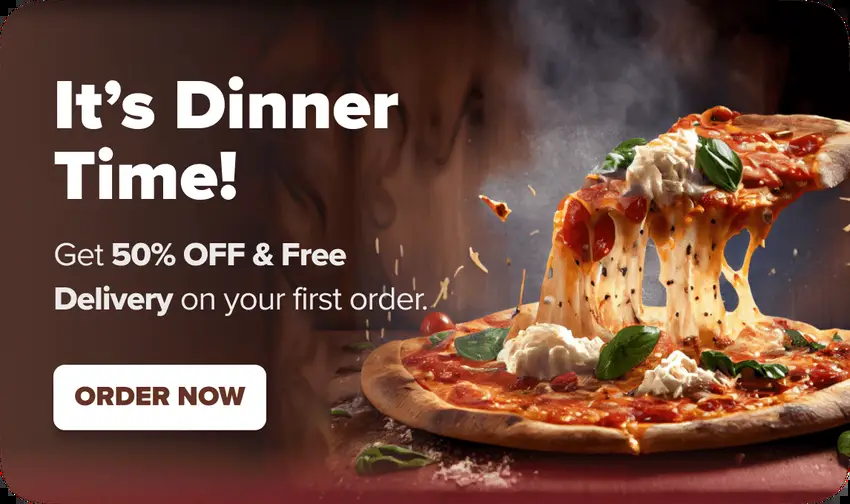 It’s Dinner
Time!
Get 50% OFF & Free
Delivery on your first order.
ORDER NOW